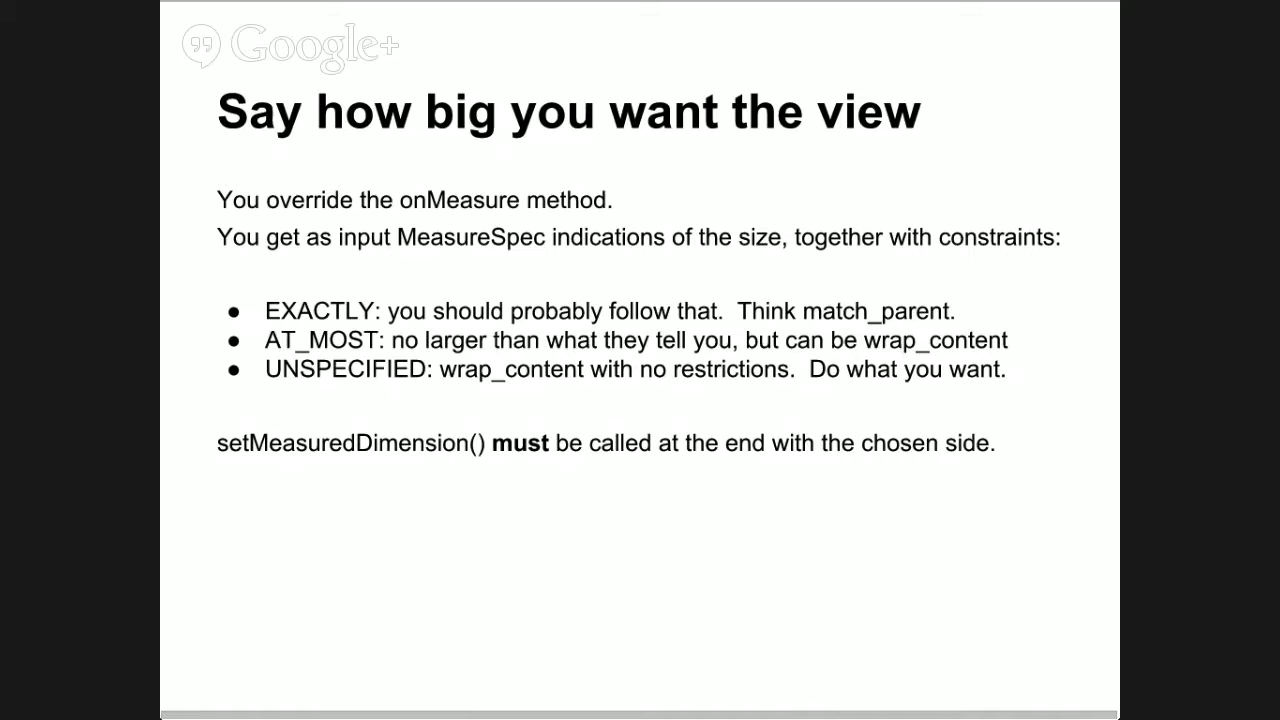 Google+
Say how big you want the view
You override the onMeasure method.
You get as input MeasureSpec indications of the size, together with constraints:
● EXACTLY: you should probably follow that.  Think match_parent.
● AT_MOST: no larger than what they tell you, but can be wrap_content
● UNSPECIFIED: wrap_content with no restrictions.  Do what you want.
setMeasuredDimension() must be called at the end with the chosen side.